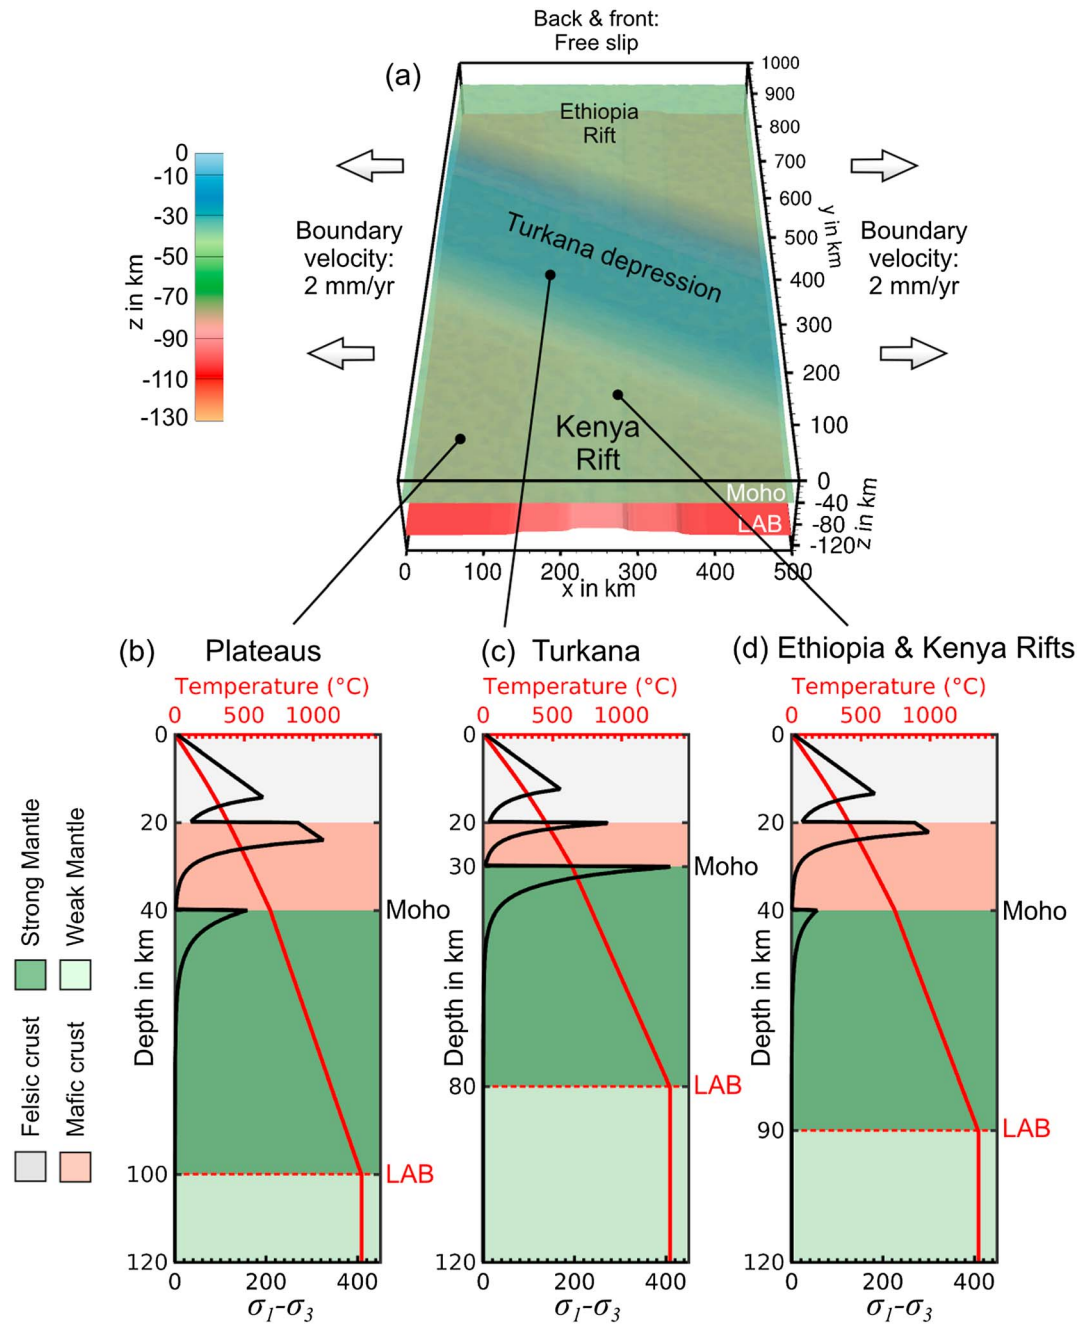 Back & front:
Free slip
(a)
1000
900
800
700
600
500
400
300
200
100
0
y in km
Ethiopia
Rift
Turkana depression
Kenya
Rift
0
-10
-30
-50
-70
-90
-110
-130
z in km
Boundary
velocity:
2 mm/yr
Boundary
velocity:
2 mm/yr
Moho
LAB
-40
-80
-120
z in km
0 100 200 300 400 500
x in km
(b) Plateaus
Temperature (°C)
0 500 1000
0
20
40
100
120
Depth in km
Moho
LAB
0 200 400
σ1-σ3
(c) Turkana
Temperature (°C)
0 500 1000
0
20
30
80
120
Depth in km
Moho
LAB
0 200 400
σ1-σ3
(d) Ethiopia & Kenya Rifts
Temperature (°C)
0 500 1000
0
20
40
90
120
Depth in km
Moho
LAB
0 200 400
σ1-σ3
Strong Mantle
Weak Mantle
Felsic crust
Mafic crust